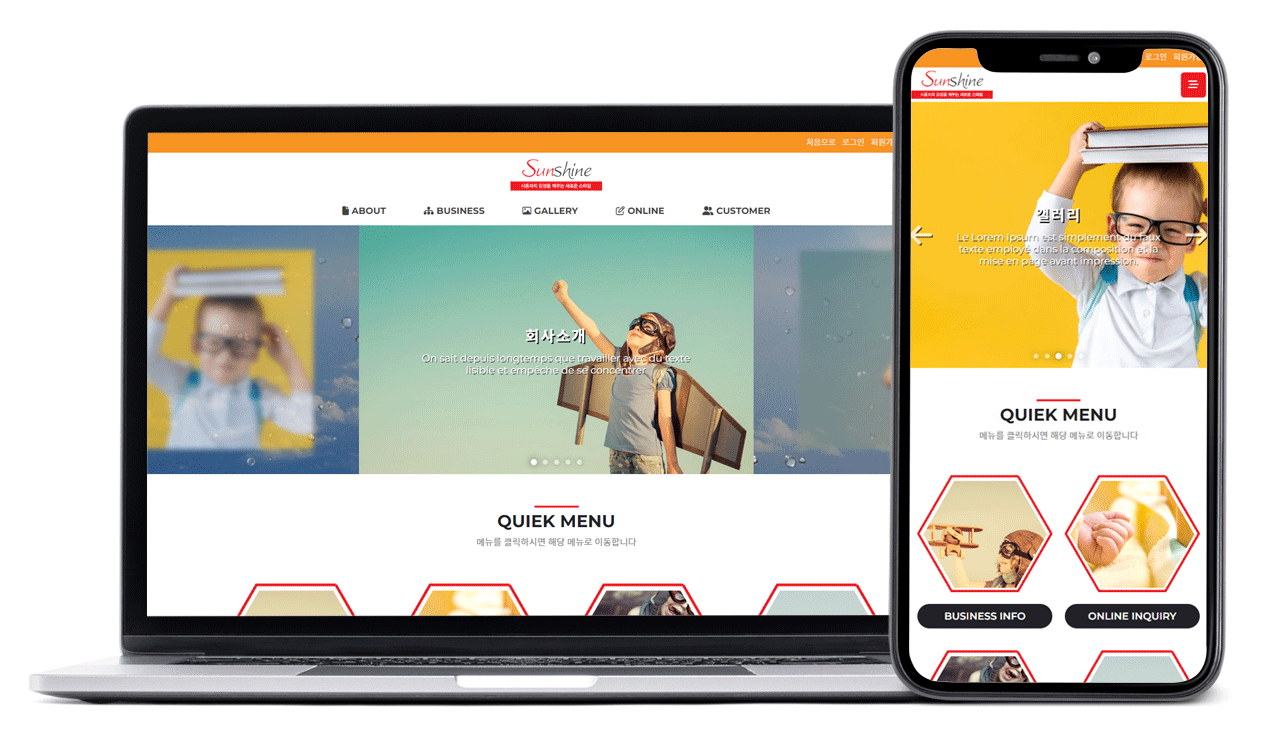 처음으로 로그인 회원가
Sunshine
ABOUT BUSINESS GALLERY ONLINE CUSTOMER
회사소개
On sait depuis longtemps que travailler avec du texte
lisible et empêche de se concentrer
QUIEK MENU
메뉴를 클릭하시면 해당 메뉴로 이동합니다
로그인 회원가
Sunshine
갤러리
Le Lorem Ipsum est simplement du faux
texte employé dans la composition et la
mise en page avant impression.
QUIEK MENU
메뉴를 클릭하시면 해당 메뉴로 이동합니다
BUSINESS INFO
ONLINE INQUIRY